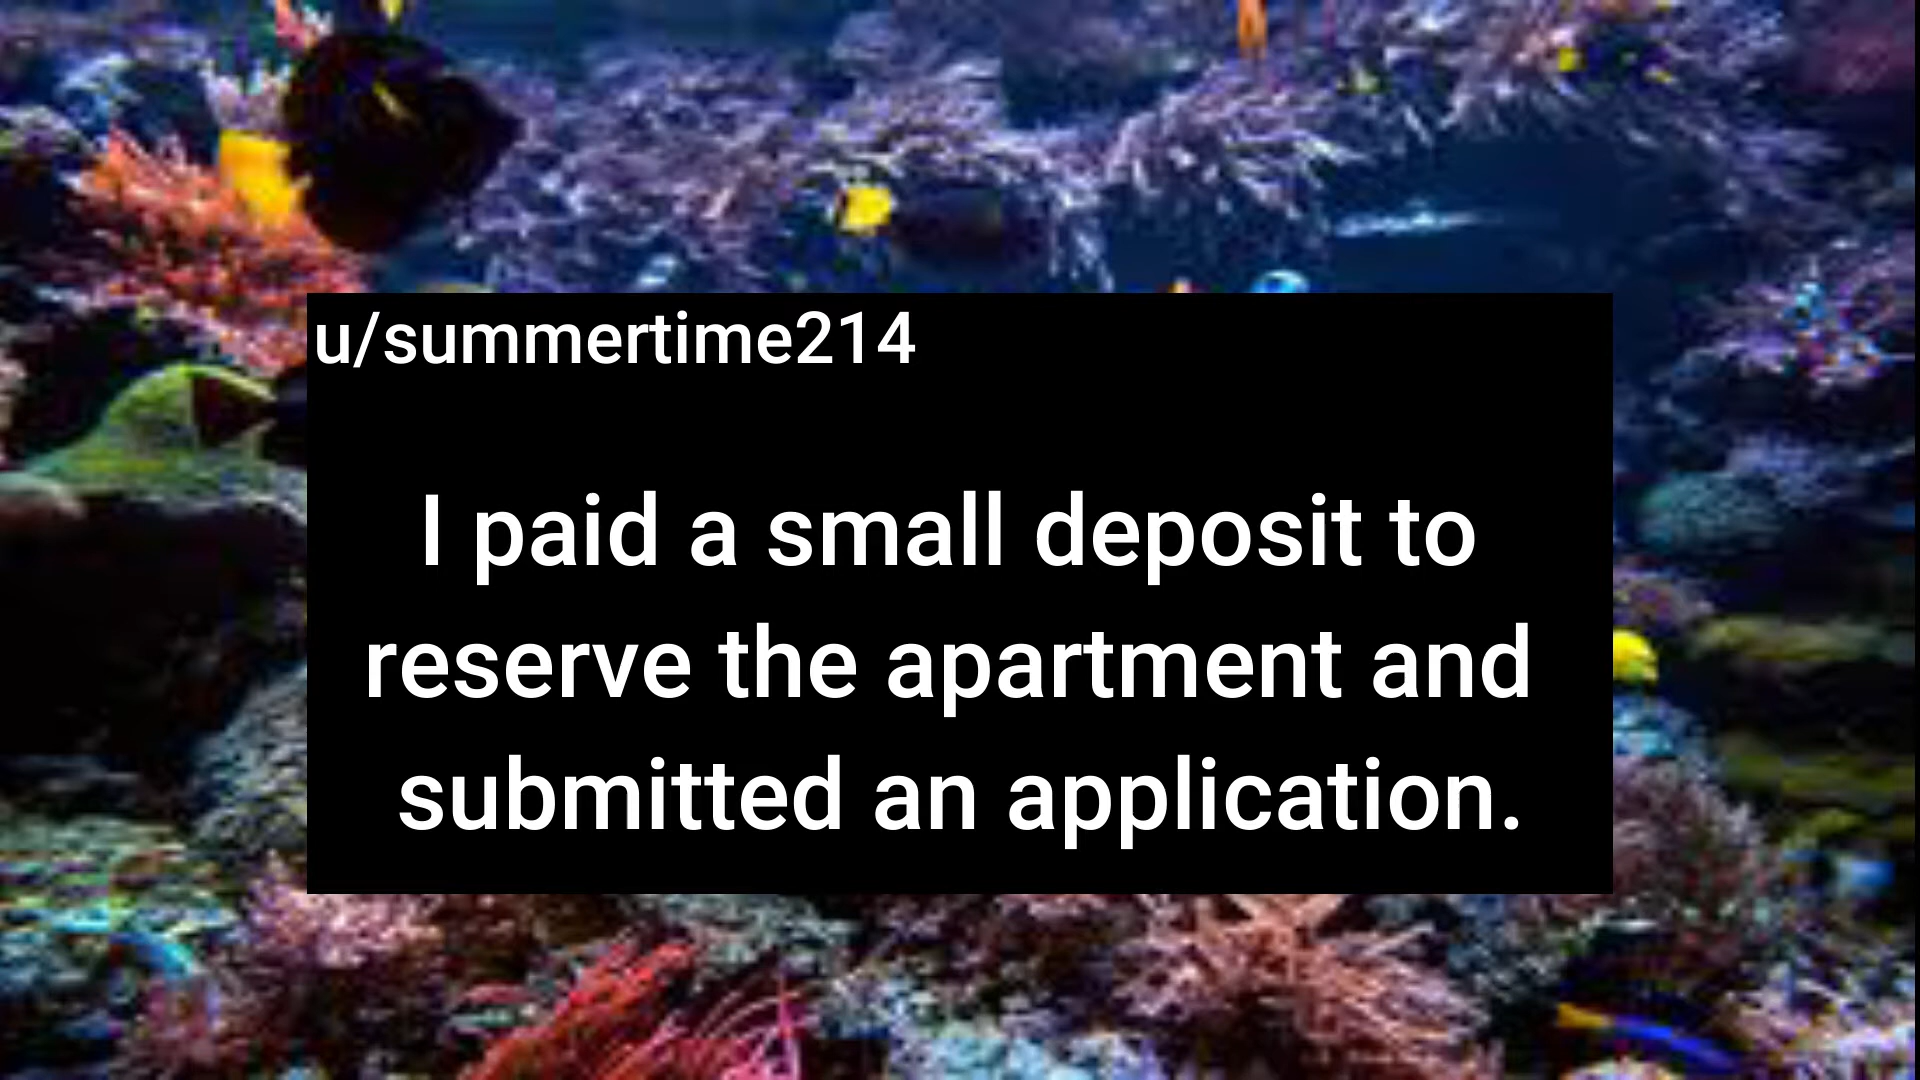 u/summertime214
I paid a small deposit to
reserve the apartment and
submitted an application.